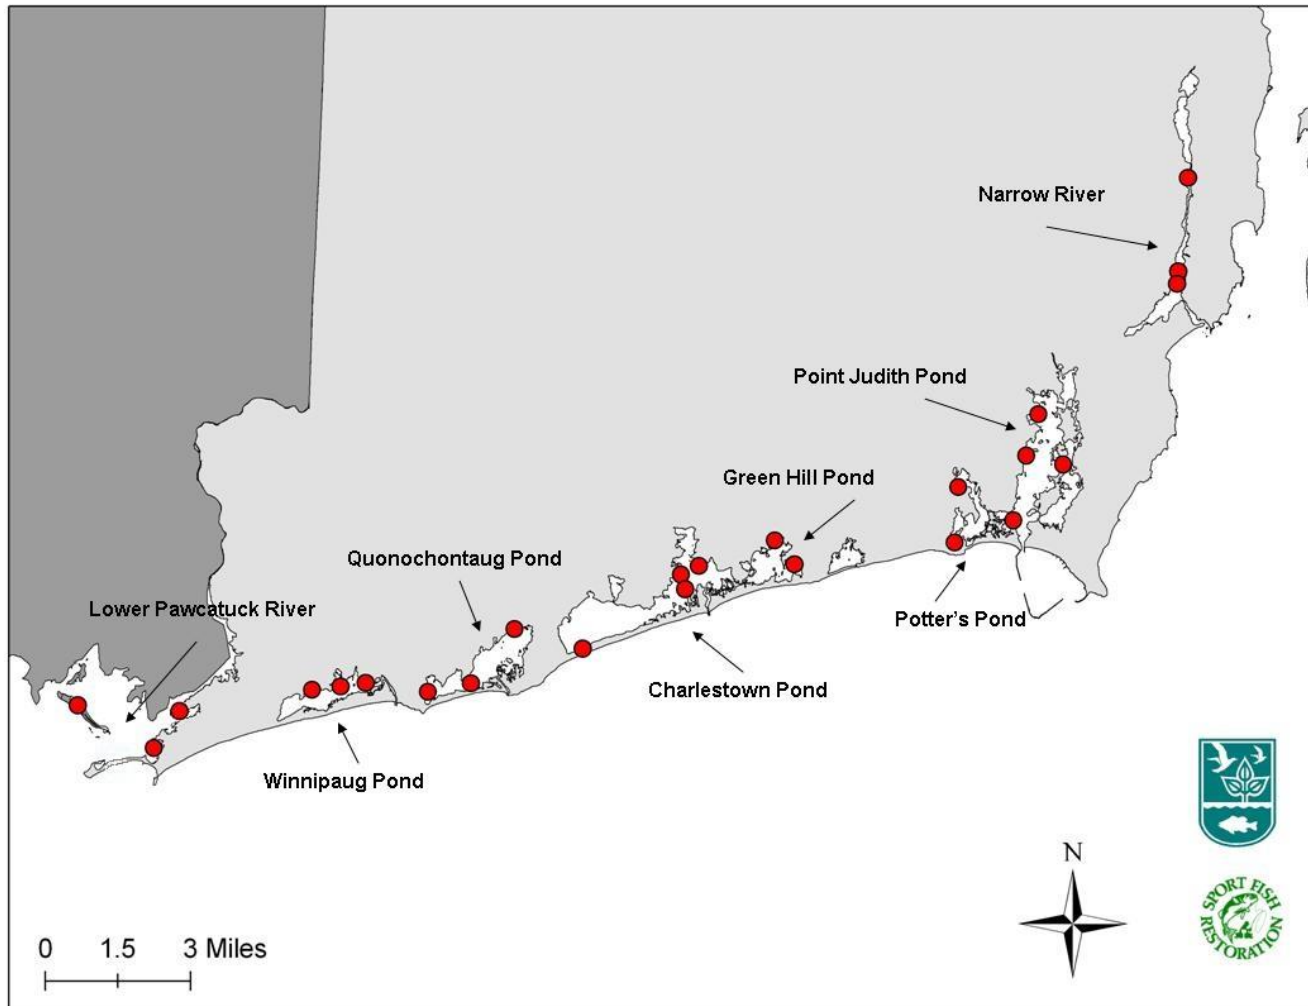 Narrow River
Point Judith Pond
Green Hill Pond
Quonochontaug Pond
Lower Pawcatuck River
Potter's Pond
Charlestown Pond
Winnipaug Pond
N
SPORT FISH
RESTORATION
0 1.5 3 Miles